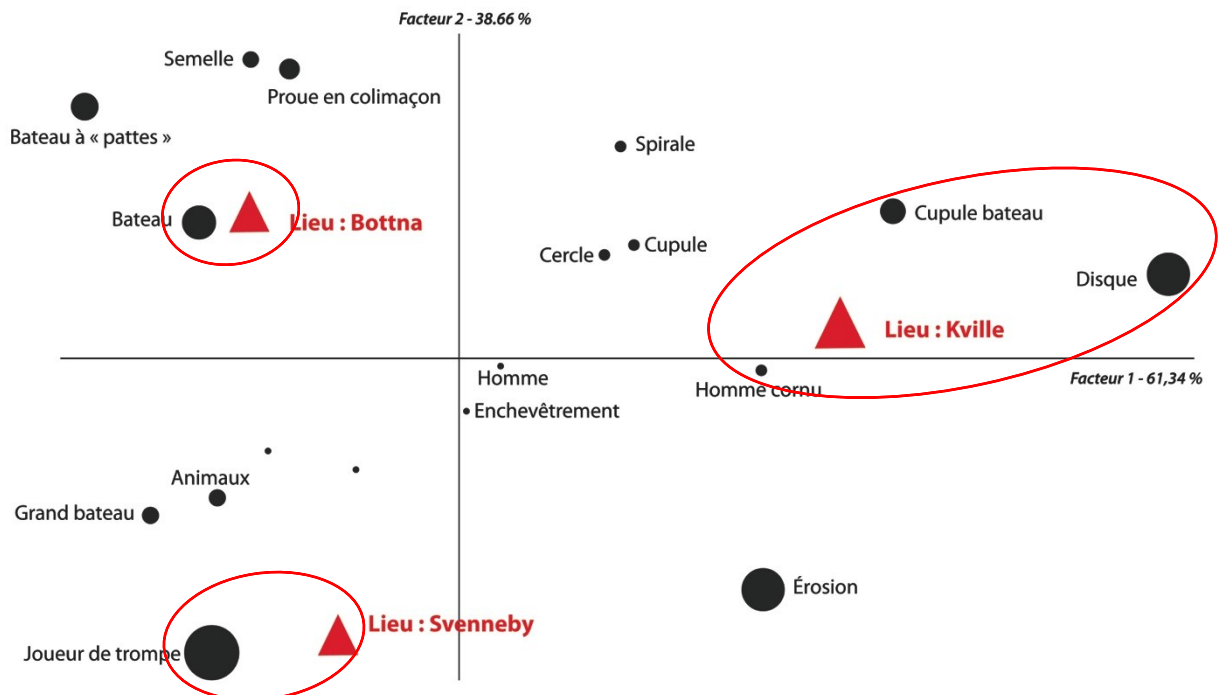 Facteur 2 - 38.66 %
Semelle
Proue en colimaçon
Bateau à « pattes »
Spirale
Bateau
Lieu : Bottna
Cupule bateau
Cercle
Cupule
Disque
Lieu : Kville
Homme
Homme cornu
Facteur 1 - 61,34 %
Enchevêtrement
Animaux
Grand bateau
Érosion
Lieu : Svenneby
Joueur de trompe